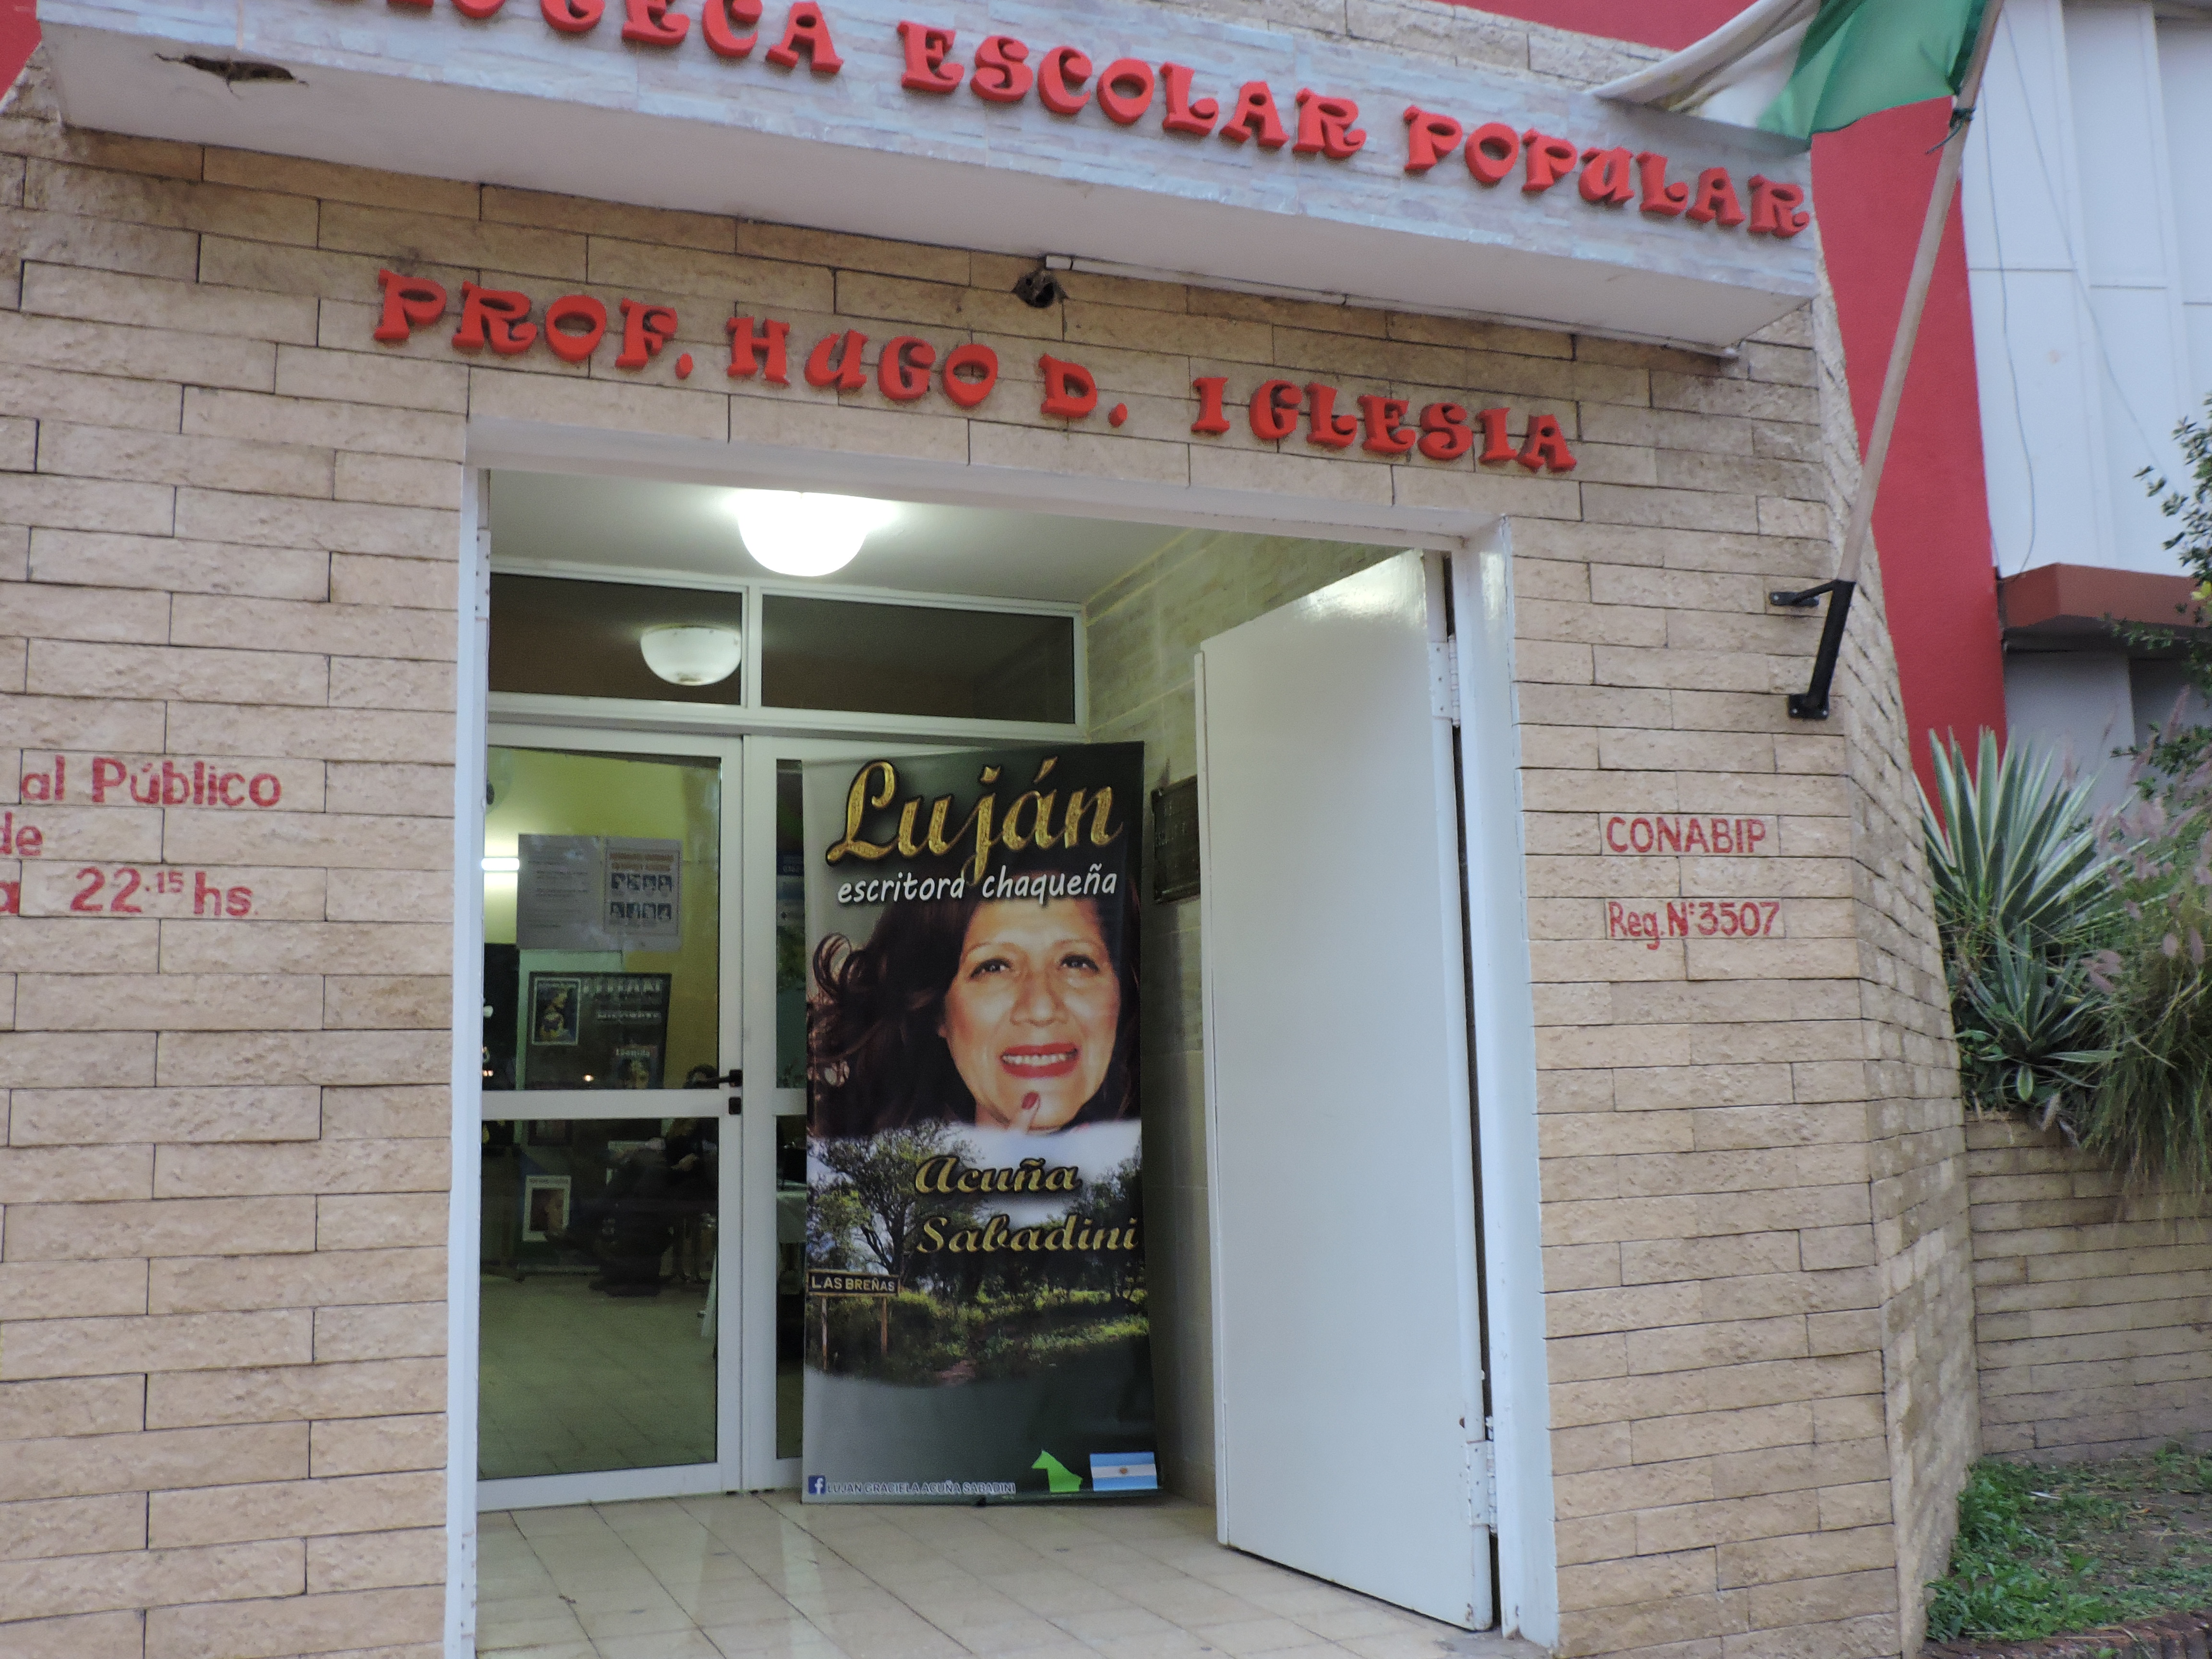 ESCOLAR POPULAR
PROF. HUGO D. IGLESIA
al Público
de
a 22.15 hs.
Luján
escritora chaqueña
Acuña
Sabadini
LAS BREÑAS
f LUJAN GRACIELA ACUÑA SABADINI
CONABIP
Reg. N° 3507